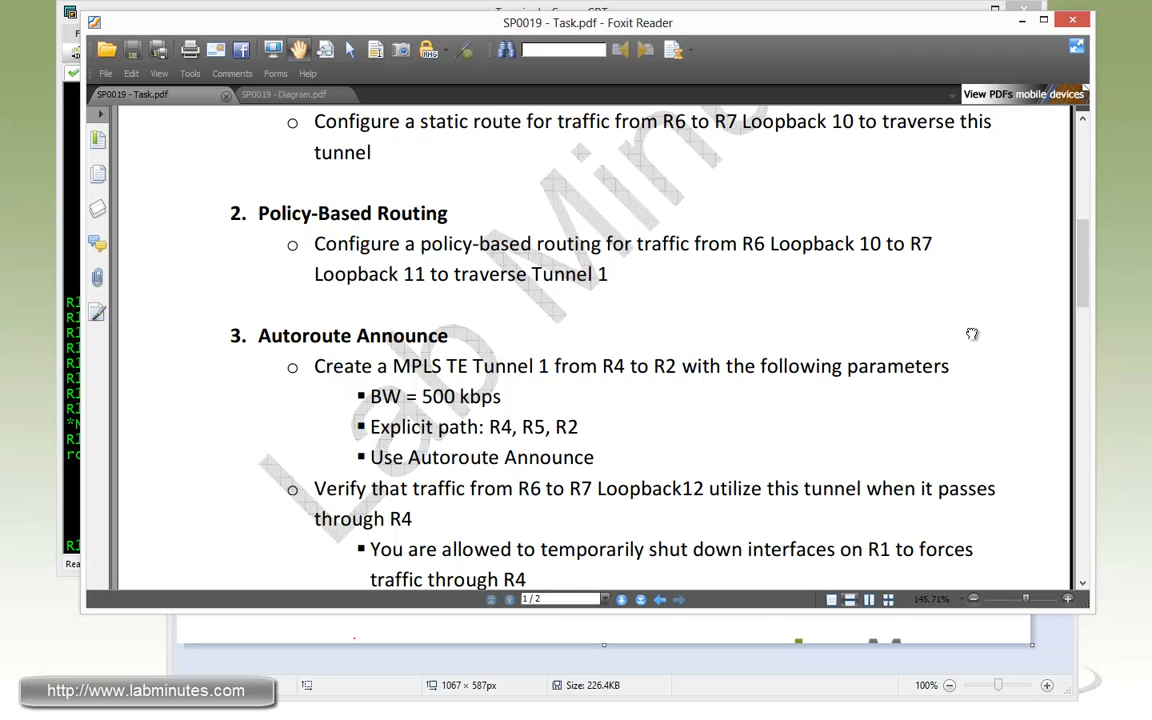 SP0019 - Task.pdf - Foxit Reader
File Edit View Tools Comments Forms Help
SP0019 - Task.pdf
SP0019 - Diagram.pdf
View PDFs mobile devices
o Configure a static route for traffic from R6 to R7 Loopback 10 to traverse this
tunnel
2. Policy-Based Routing
o Configure a policy-based routing for traffic from R6 Loopback 10 to R7
Loopback 11 to traverse Tunnel 1
3. Autoroute Announce
o Create a MPLS TE Tunnel 1 from R4 to R2 with the following parameters
▪ BW = 500 kbps
▪ Explicit path: R4, R5, R2
▪ Use Autoroute Announce
o Verify that traffic from R6 to R7 Loopback12 utilize this tunnel when it passes
through R4
▪ You are allowed to temporarily shut down interfaces on R1 to forces
traffic through R4
1 / 2
145.71%
http://www.labminutes.com
1067 × 587px
Size: 226.4KB
100%